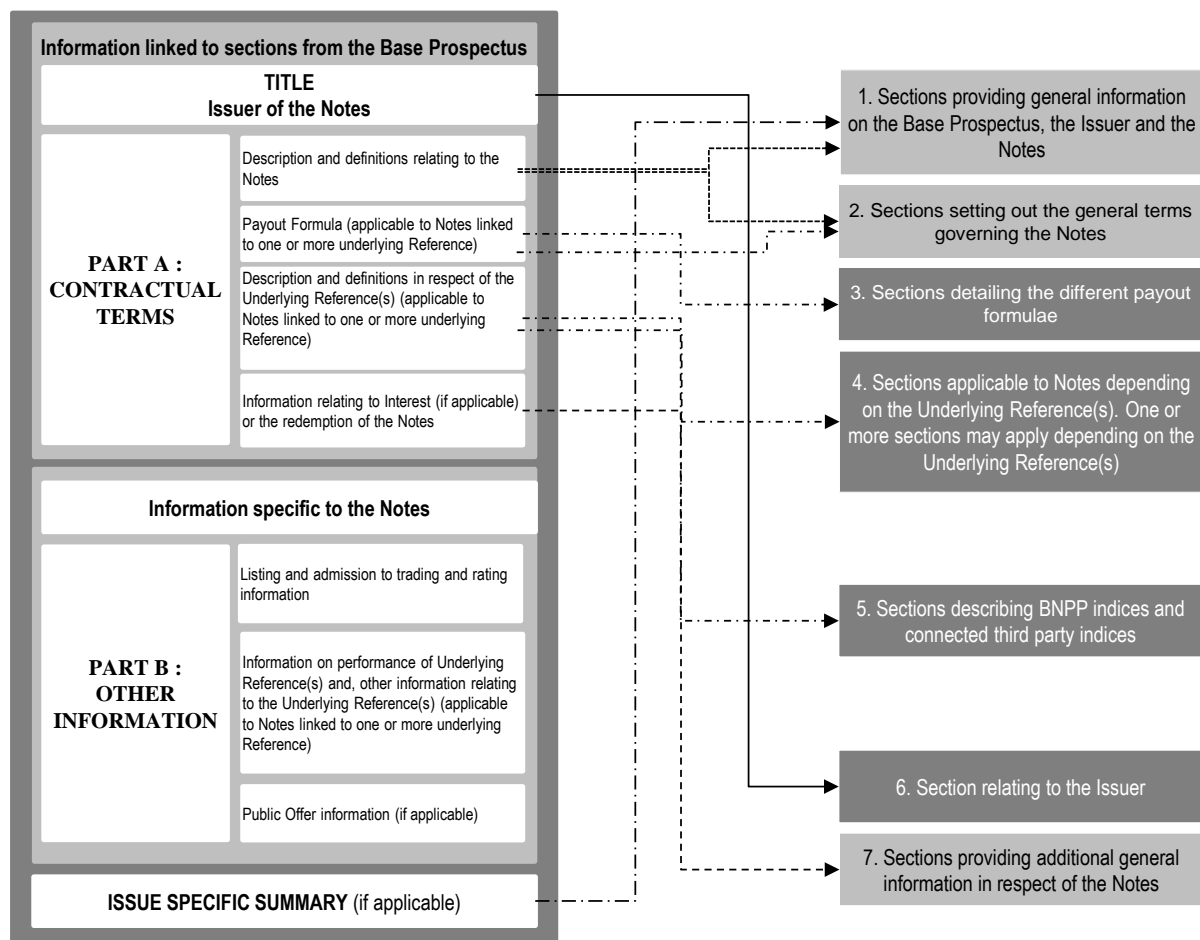 Information linked to sections from the Base Prospectus
TITLE
Issuer of the Notes
PART A :
CONTRACTUAL
TERMS
Description and definitions relating to the
Notes
Payout Formula (applicable to Notes linked
to one or more underlying Reference)
Description and definitions in respect of the
Underlying Reference(s) (applicable to
Notes linked to one or more underlying
Reference)
Information relating to Interest (if applicable)
or the redemption of the Notes
Information specific to the Notes
PART B :
OTHER
INFORMATION
Listing and admission to trading and rating
information
Information on performance of Underlying
Reference(s) and, other information relating
to the Underlying Reference(s) (applicable
to Notes linked to one or more underlying
Reference)
Public Offer information (if applicable)
ISSUE SPECIFIC SUMMARY (if applicable)
1. Sections providing general information
on the Base Prospectus, the Issuer and the
Notes
2. Sections setting out the general terms
governing the Notes
3. Sections detailing the different payout
formulae
4. Sections applicable to Notes depending
on the Underlying Reference(s). One or
more sections may apply depending on the
Underlying Reference(s)
5. Sections describing BNPP indices and
connected third party indices
6. Section relating to the Issuer
7. Sections providing additional general
information in respect of the Notes